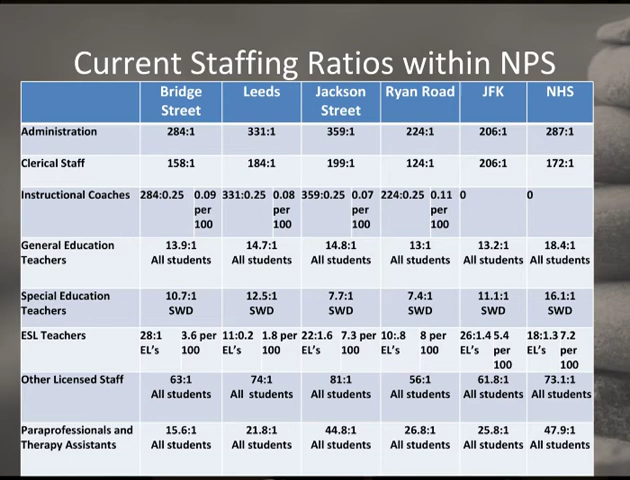 Current Staffing Ratios within NPS
Bridge Street Leeds Jackson Street Ryan Road JFK NHS
Administration 284:1 331:1 359:1 224:1 206:1 287:1
Clerical Staff 158:1 184:1 199:1 124:1 206:1 172:1
Instructional Coaches 284:0.25 0.09 per 100 331:0.25 0.08 per 100 359:0.25 0.07 per 100 224:0.25 0.11 per 100 0 0
General Education Teachers 13.9:1 All students 14.7:1 All students 14.8:1 All students 13:1 All students 13.2:1 All students 18.4:1 All students
Special Education Teachers 10.7:1 SWD 12.5:1 SWD 7.7:1 SWD 7.4:1 SWD 11.1:1 SWD 16.1:1 SWD
ESL Teachers 28:1 EL's 3.6 per 100 11:0.2 EL's 1.8 per 100 22:1.6 EL's 7.3 per 100 10:.8 EL's 8 per 100 26:1.4 EL's 5.4 per 100 18:1.3 EL's 7.2 per 100
Other Licensed Staff 63:1 All students 74:1 All students 81:1 All students 56:1 All students 61.8:1 All students 73.1:1 All students
Paraprofessionals and Therapy Assistants 15.6:1 All students 21.8:1 All students 44.8:1 All students 26.8:1 All students 25.8:1 All students 47.9:1 All students